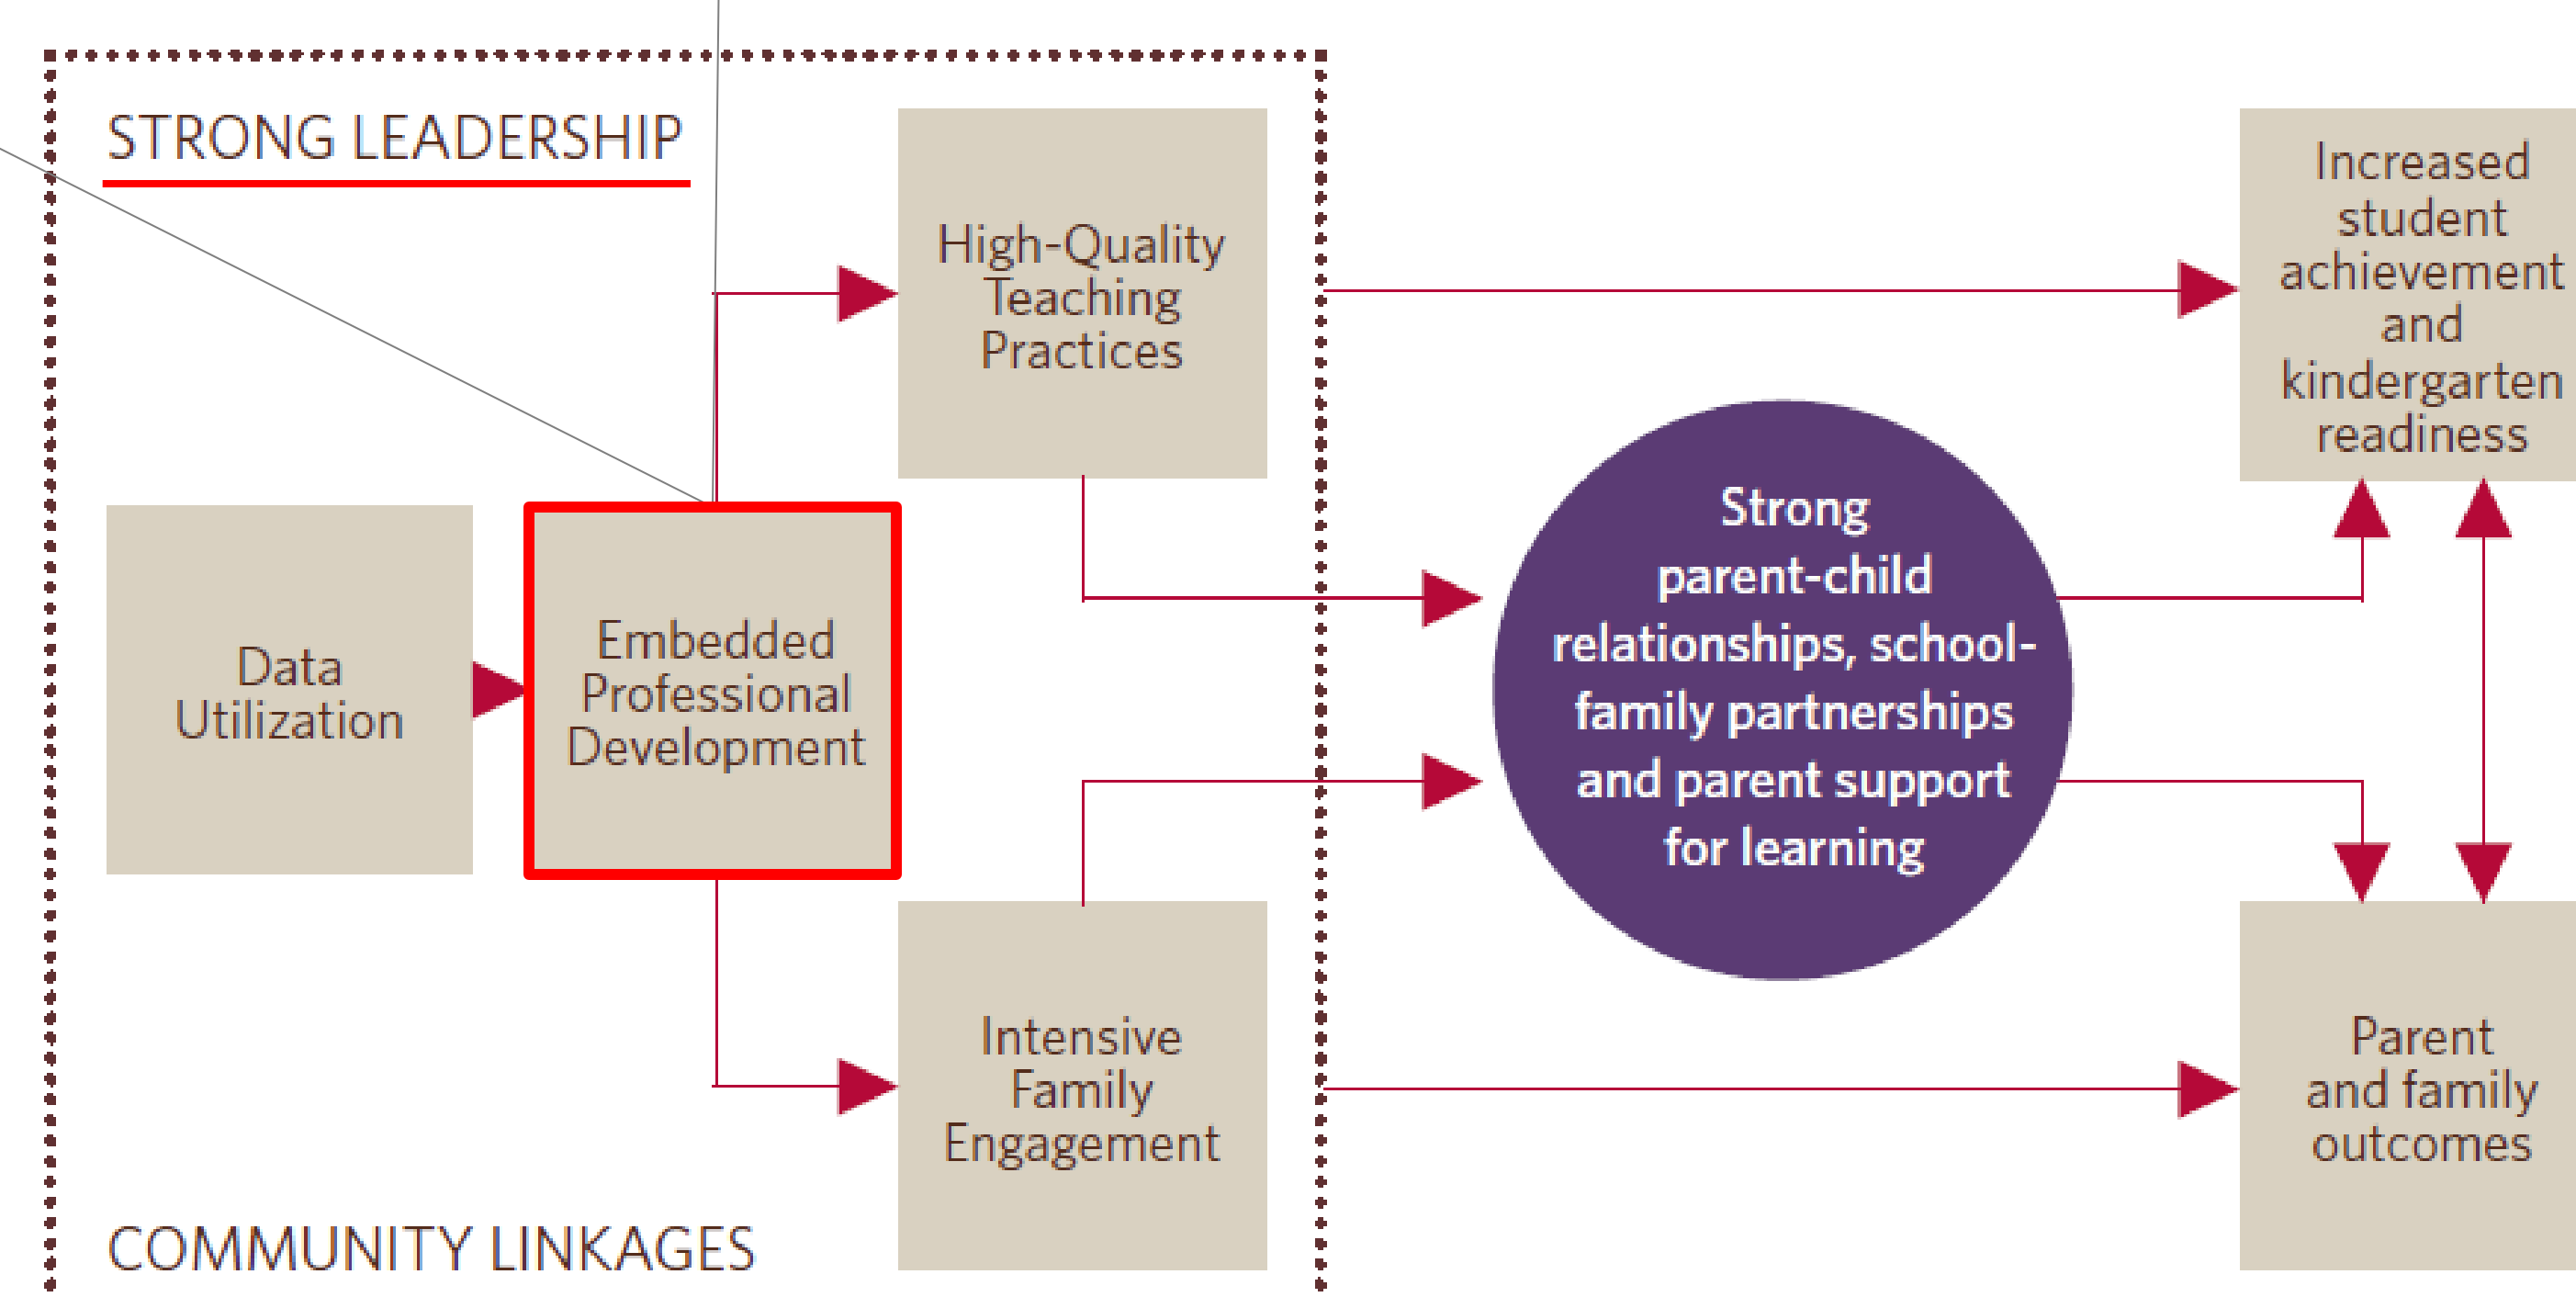 STRONG LEADERSHIP
High-Quality
Teaching
Practices
Increased
student
achievement
and
kindergarten
readiness
Data
Utilization
Embedded
Professional
Development
Strong
parent-child
relationships, school-
family partnerships
and parent support
for learning
Intensive
Family
Engagement
Parent
and family
outcomes
COMMUNITY LINKAGES